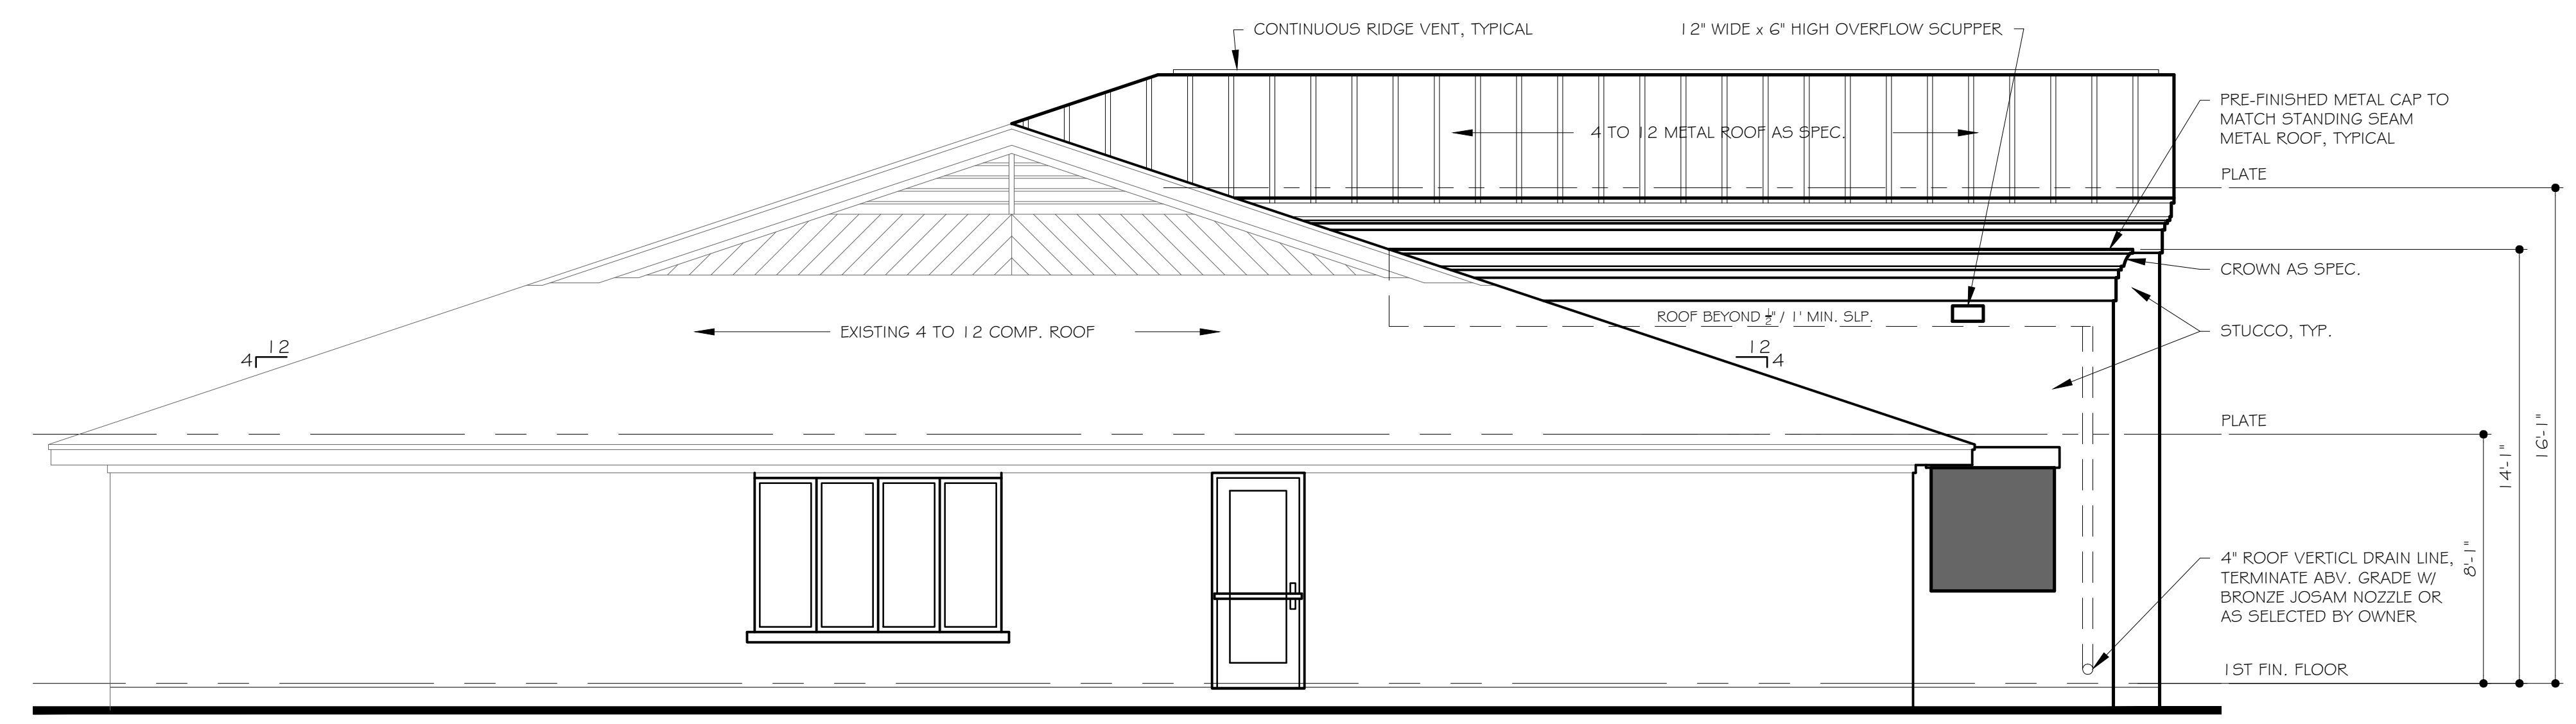 CONTINUOUS RIDGE VENT, TYPICAL
12" WIDE x 6" HIGH OVERFLOW SCUPPER
PRE-FINISHED METAL CAP TO
MATCH STANDING SEAM
METAL ROOF, TYPICAL
4 TO 12 METAL ROOF AS SPEC.
PLATE
CROWN AS SPEC.
ROOF BEYOND ½" / 1' MIN. SLP.
STUCCO, TYP.
EXISTING 4 TO 12 COMP. ROOF
12
4
12
4
PLATE
8'-1"
14'-1"
16'-1"
4" ROOF VERTICL DRAIN LINE,
TERMINATE ABV. GRADE W/
BRONZE JOSAM NOZZLE OR
AS SELECTED BY OWNER
1ST FIN. FLOOR